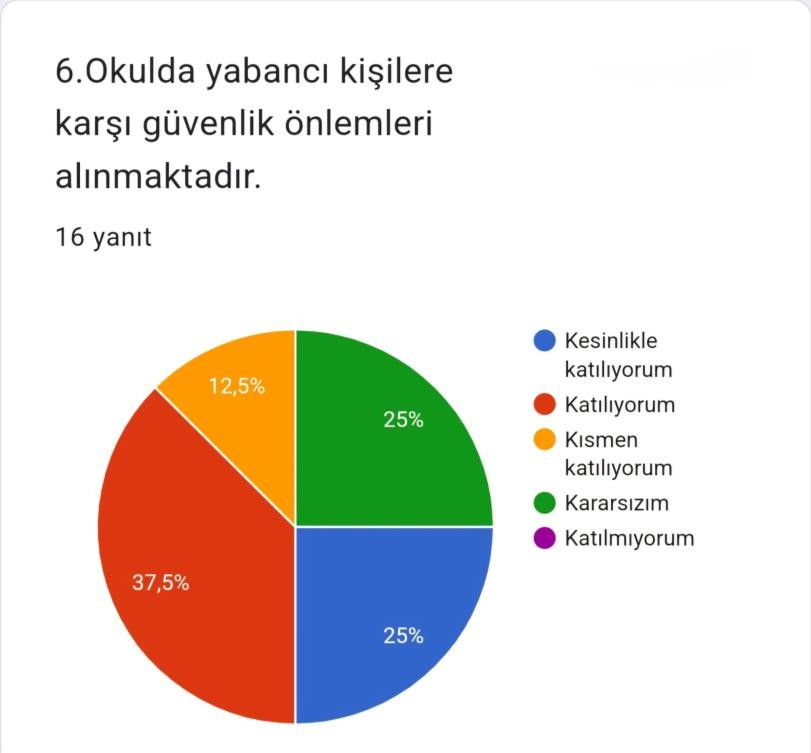 6.Okulda yabancı kişilere
karşı güvenlik önlemleri
alınmaktadır.
16 yanıt
12,5%
25%
37,5%
25%
Kesinlikle
katılıyorum
Katılıyorum
Kısmen
katılıyorum
Kararsızım
Katılmıyorum